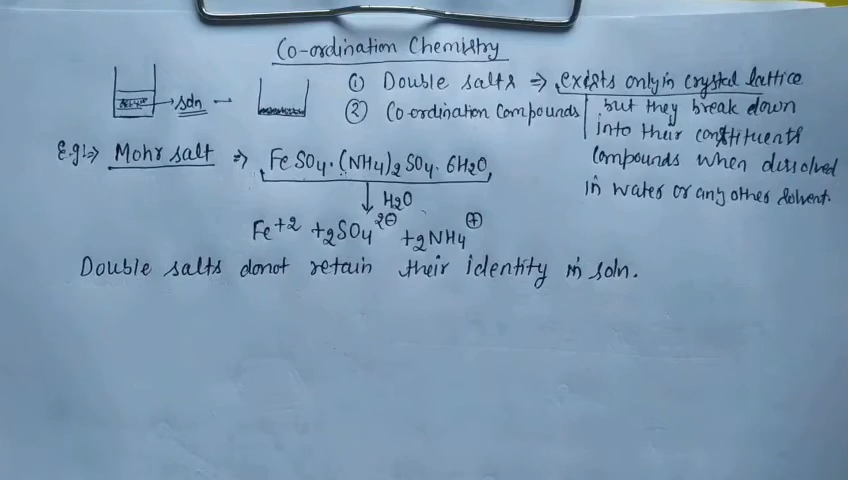 Co-ordination Chemistry
soln
① Double salts ⇒ exists only in crystal lattice
② Co-ordination Compounds
but they break down
into their constituents
compounds when dissolved
in water or any other solvent.
E.g:⇒ Mohr salt ⇒ FeSO4·(NH4)2SO4·6H2O
H2O
Fe+2 +2SO4 2⊖ +2NH4 ⊕
Double salts donot retain their identity in soln.